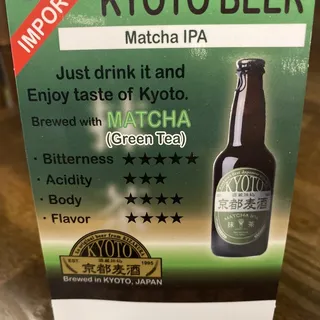 IMPOR
KYOTO BEER
Matcha IPA
Just drink it and
Enjoy taste of Kyoto.
Brewed with MATCHA
(Green Tea)
・Bitterness ★★★★★
・Acidity ★★★
・Body ★★★★
・Flavor ★★★★
KYOTO
京都麦酒
MATCHA IPA
KYOTO
EST 1995
京都麦酒
Brewed in KYOTO, JAPAN